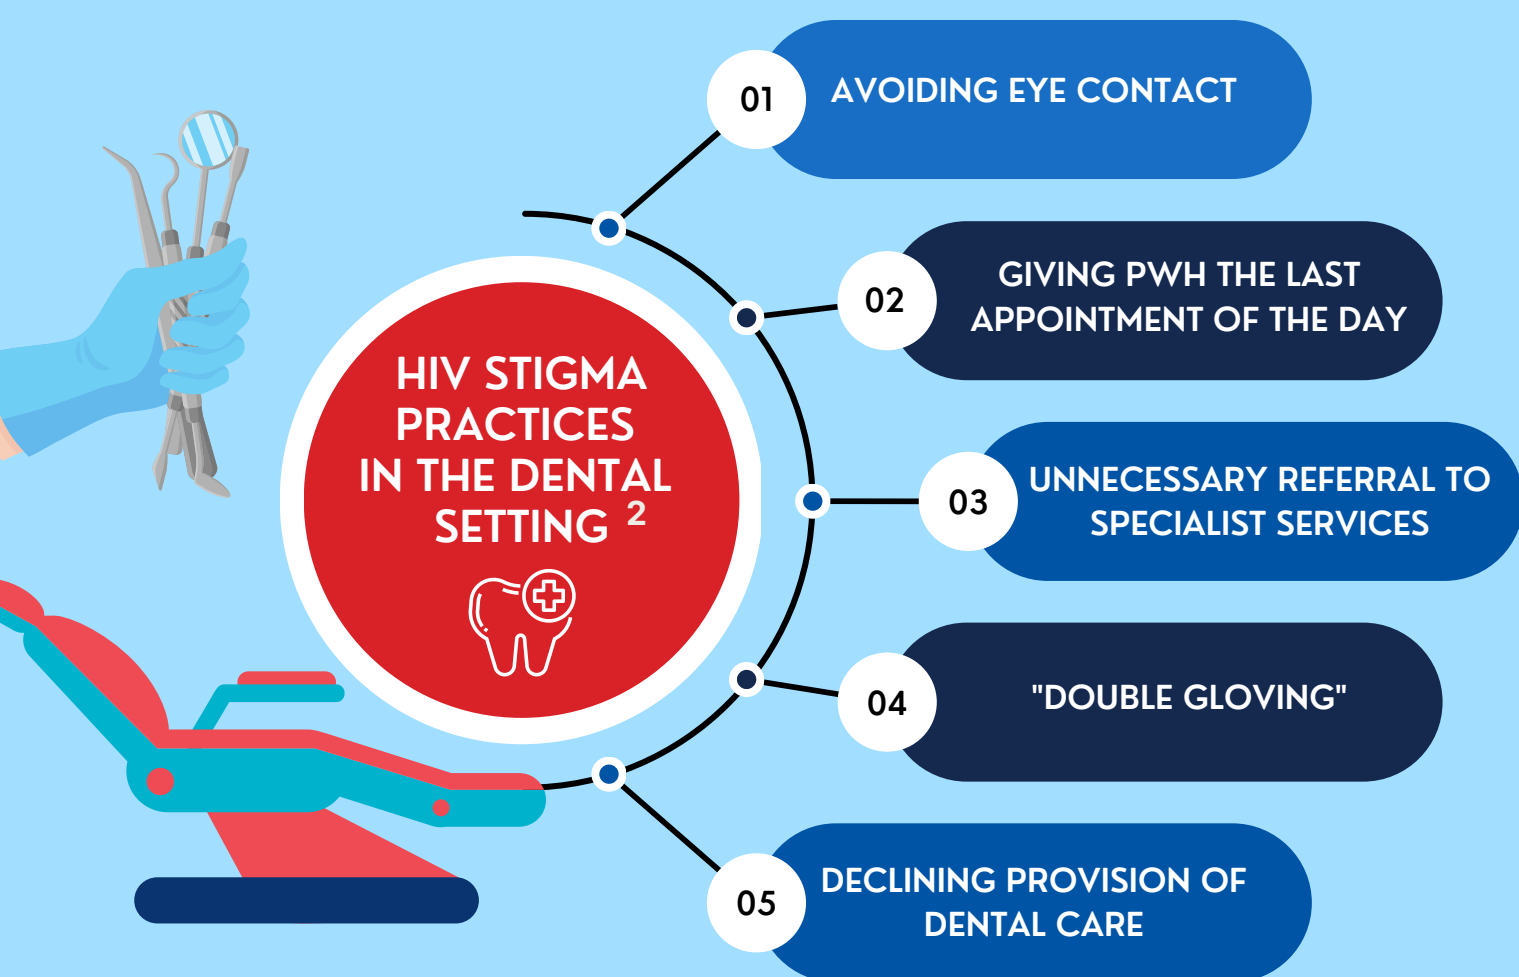 HIV STIGMA
PRACTICES
IN THE DENTAL
SETTING 2
01
AVOIDING EYE CONTACT
02
GIVING PWH THE LAST
APPOINTMENT OF THE DAY
03
UNNECESSARY REFERRAL TO
SPECIALIST SERVICES
04
"DOUBLE GLOVING"
05
DECLINING PROVISION OF
DENTAL CARE